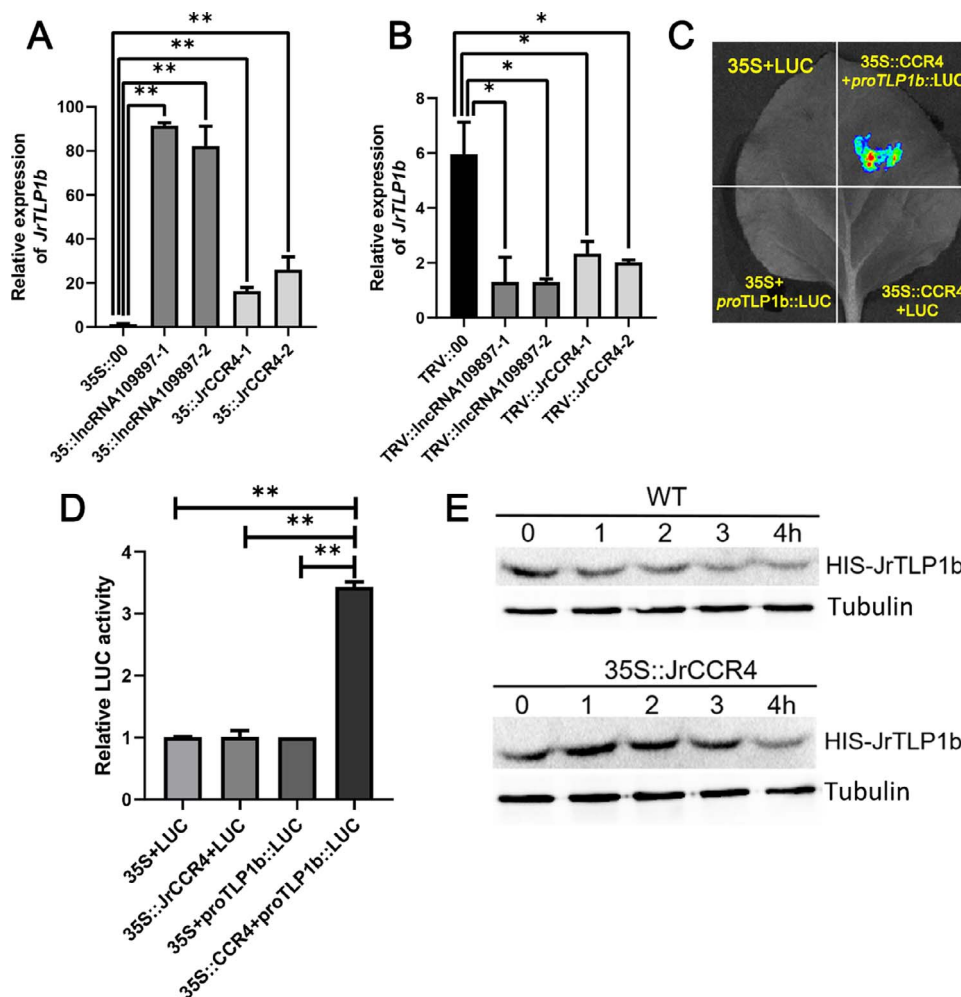 A
**
**
**
**
Relative expression
of JrTLP1b
100
80
60
40
20
0
35S::00
35::lncRNA109897-1
35::lncRNA109897-2
35::JrCCR4-1
35::JrCCR4-2
B
*
*
*
*
Relative expression
of JrTLP1b
8
6
4
2
0
TRV::00
TRV::lncRNA109897-1
TRV::lncRNA109897-2
TRV::JrCCR4-1
TRV::JrCCR4-2
C
35S+LUC
35S::CCR4
+proTLP1b::LUC
35S+
proTLP1b::LUC
35S::CCR4
+LUC
D
**
**
**
Relative LUC activity
4
3
2
1
0
35S+LUC
35S::JrCCR4+LUC
35S+proTLP1b::LUC
35S::CCR4+proTLP1b::LUC
E
WT
0 1 2 3 4h
HIS-JrTLP1b
Tubulin
35S::JrCCR4
0 1 2 3 4h
HIS-JrTLP1b
Tubulin